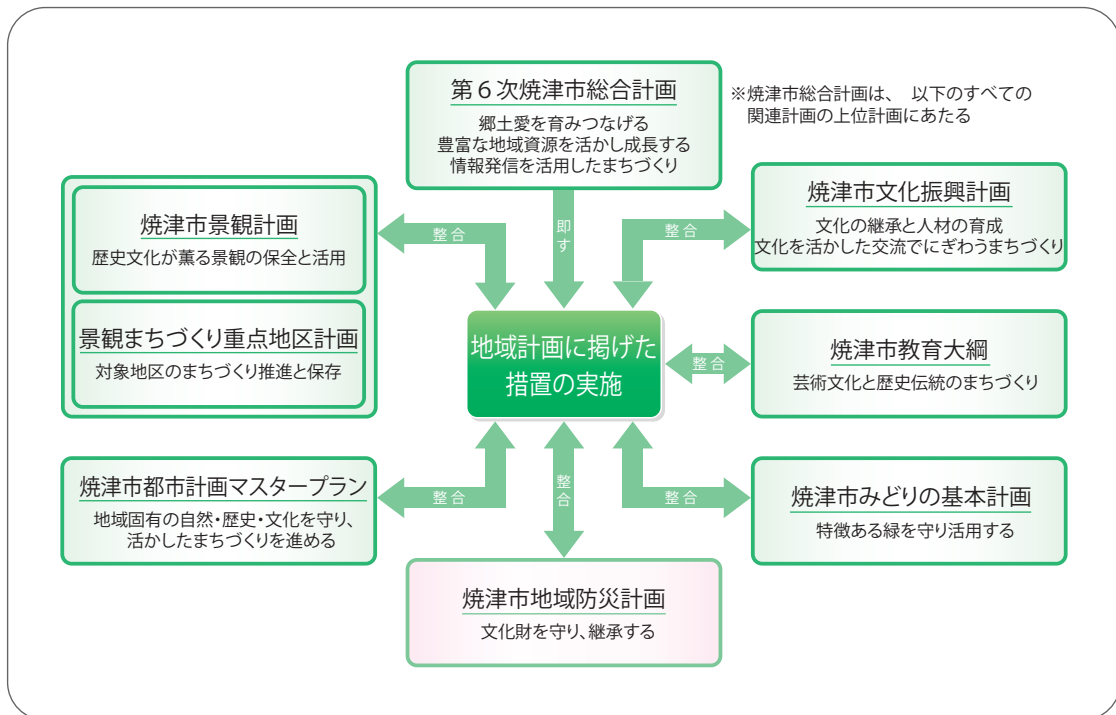 第6次焼津市総合計画
郷土愛を育みつなげる
豊富な地域資源を活かし成長する
情報発信を活用したまちづくり
※焼津市総合計画は、以下のすべての
関連計画の上位計画にあたる
焼津市景観計画
歴史文化が薫る景観の保全と活用
景観まちづくり重点地区計画
対象地区のまちづくり推進と保存
整合
即す
整合
焼津市文化振興計画
文化の継承と人材の育成
文化を活かした交流でにぎわうまちづくり
地域計画に掲げた
措置の実施
整合
焼津市教育大綱
芸術文化と歴史伝統のまちづくり
焼津市都市計画マスタープラン
地域固有の自然・歴史・文化を守り、
活かしたまちづくりを進める
整合
整合
整合
焼津市みどりの基本計画
特徴ある緑を守り活用する
焼津市地域防災計画
文化財を守り、継承する